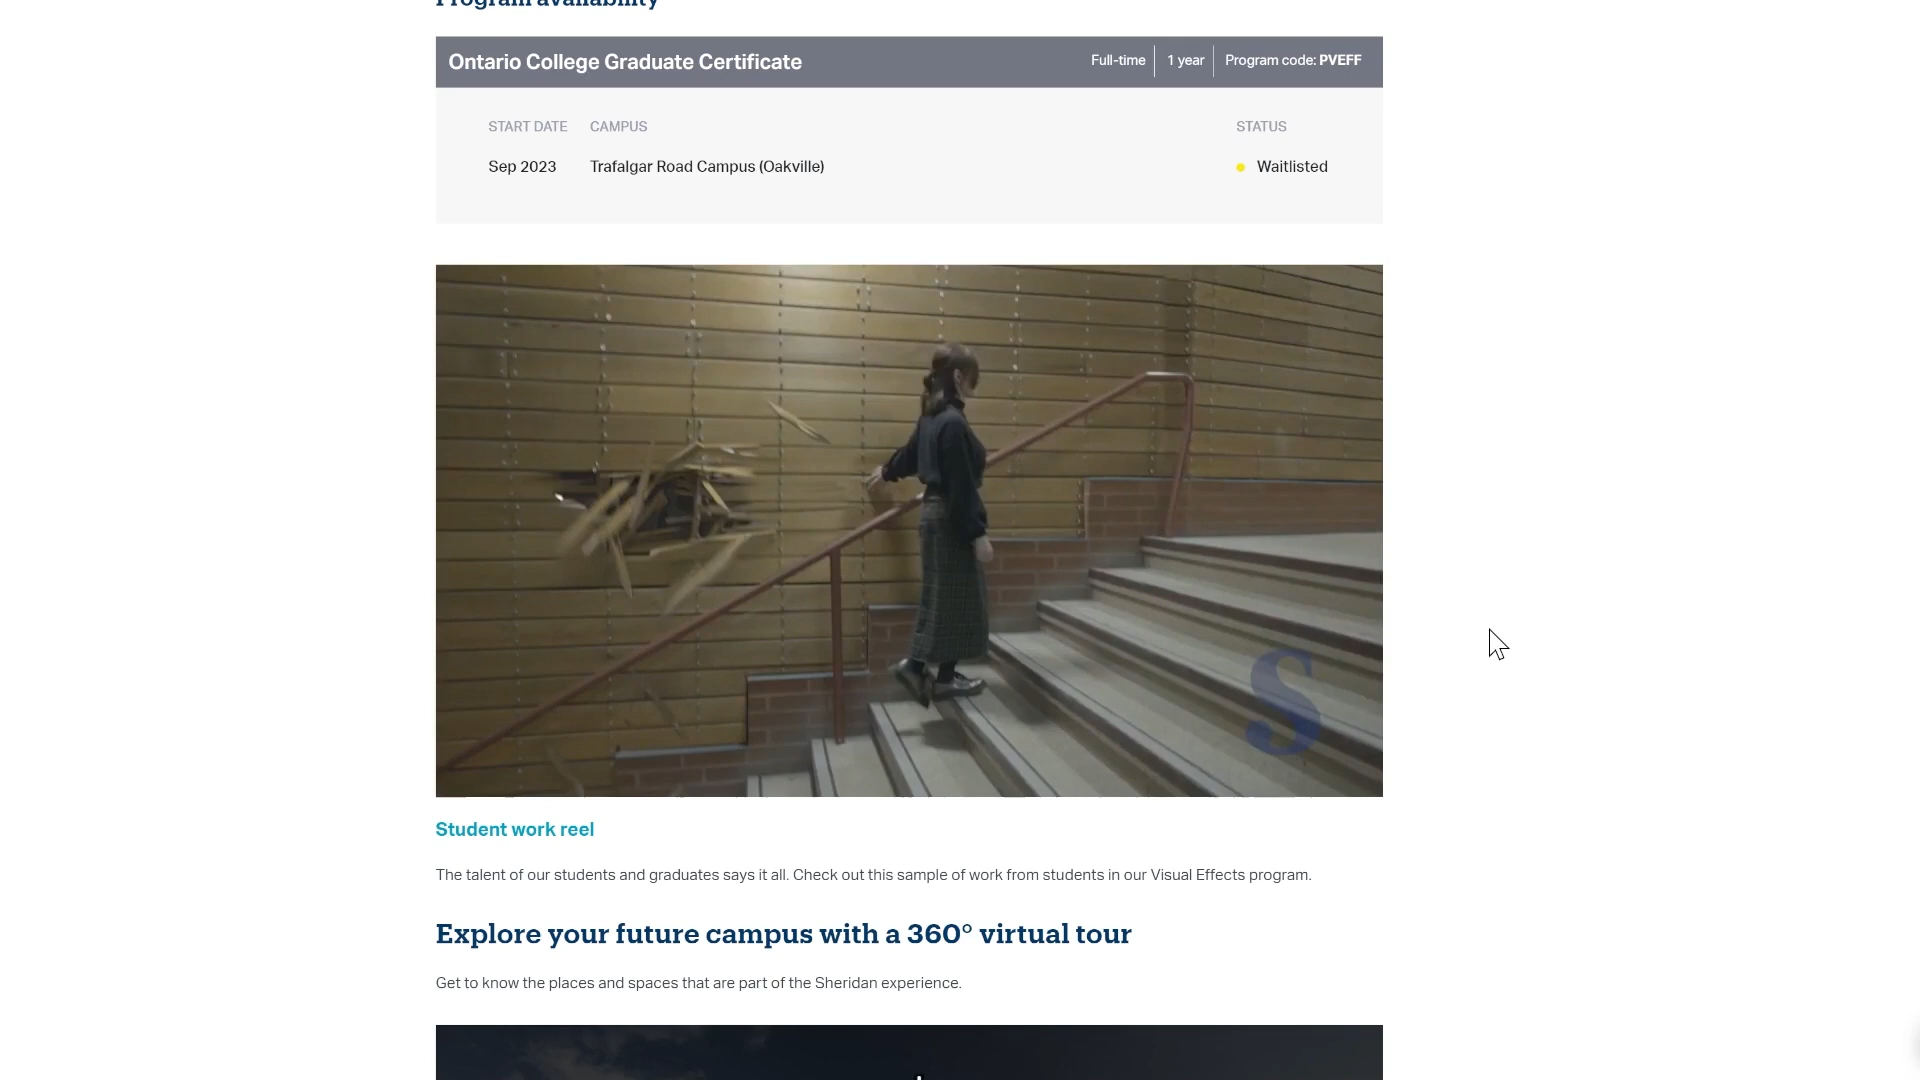 Program availability
Ontario College Graduate Certificate
Full-time 1 year Program code: PVEFF
START DATE CAMPUS STATUS
Sep 2023 Trafalgar Road Campus (Oakville) Waitlisted
S
Student work reel
The talent of our students and graduates says it all. Check out this sample of work from students in our Visual Effects program.
Explore your future campus with a 360° virtual tour
Get to know the places and spaces that are part of the Sheridan experience.